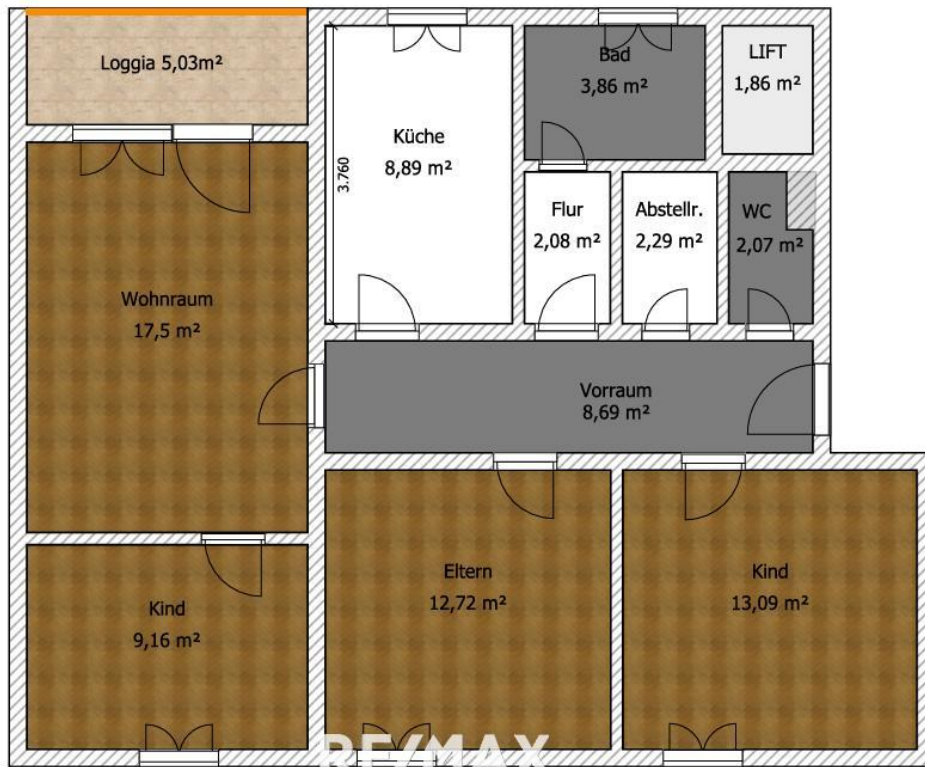 Loggia 5,03m²
Küche
8,89 m²
3.760
Bad
3,86 m²
LIFT
1,86 m²
Flur
2,08 m²
Abstellr.
2,29 m²
WC
2,07 m²
Wohnraum
17,5 m²
Vorraum
8,69 m²
Kind
9,16 m²
Eltern
12,72 m²
Kind
13,09 m²
RE/MAX